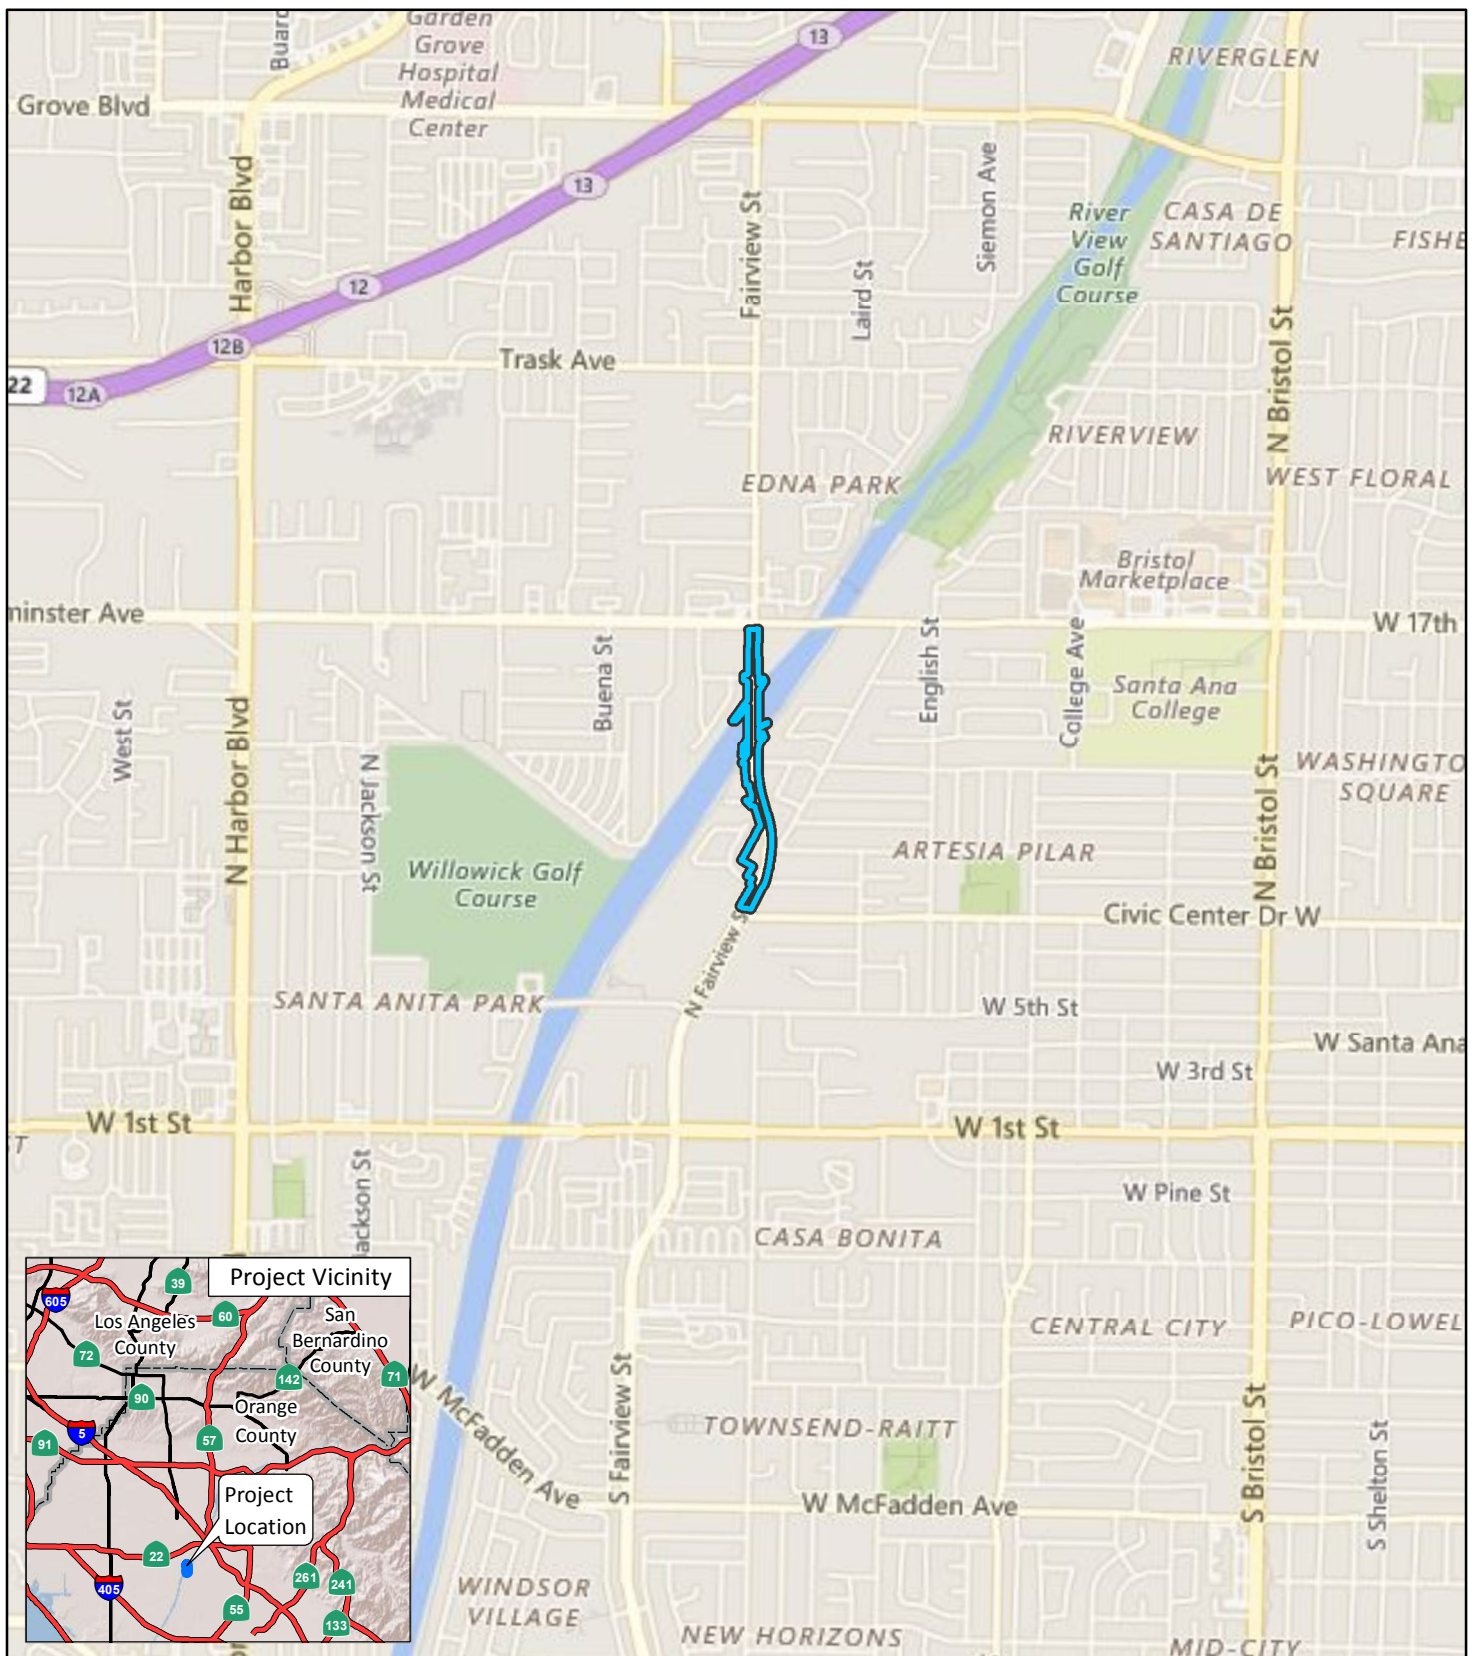 Buaro
Garden
Grove
Hospital
Medical
Center
13
RIVERGLEN
Grove Blvd
Harbor Blvd
13
Fairview St
Siemon Ave
River
View
Golf
Course
CASA DE
SANTIAGO
FISHE
Laird St
12
12B
22
12A
Trask Ave
N Bristol St
RIVERVIEW
EDNA PARK
WEST FLORAL
Bristol
Marketplace
minster Ave
W 17th
Buena St
English St
College Ave
Santa Ana
College
West St
N Harbor Blvd
N Jackson St
WASHINGTO
SQUARE
N Bristol St
ARTESIA PILAR
Willowick Golf
Course
Civic Center Dr W
N Fairview S
SANTA ANITA PARK
W 5th St
W Santa Ana
W 3rd St
W 1st St
W 1st St
ST
Jackson St
W Pine St
CASA BONITA
CENTRAL CITY
PICO-LOWEL
W McFadden Ave
S Fairview St
TOWNSEND-RAITT
S Bristol St
S Shelton St
W McFadden Ave
WINDSOR
VILLAGE
NEW HORIZONS
MID-CITY
Project Vicinity
605
39
60
Los Angeles
County
San
Bernardino
County
72
142
71
90
Orange
County
5
91
57
Project
Location
22
405
261
241
55
133